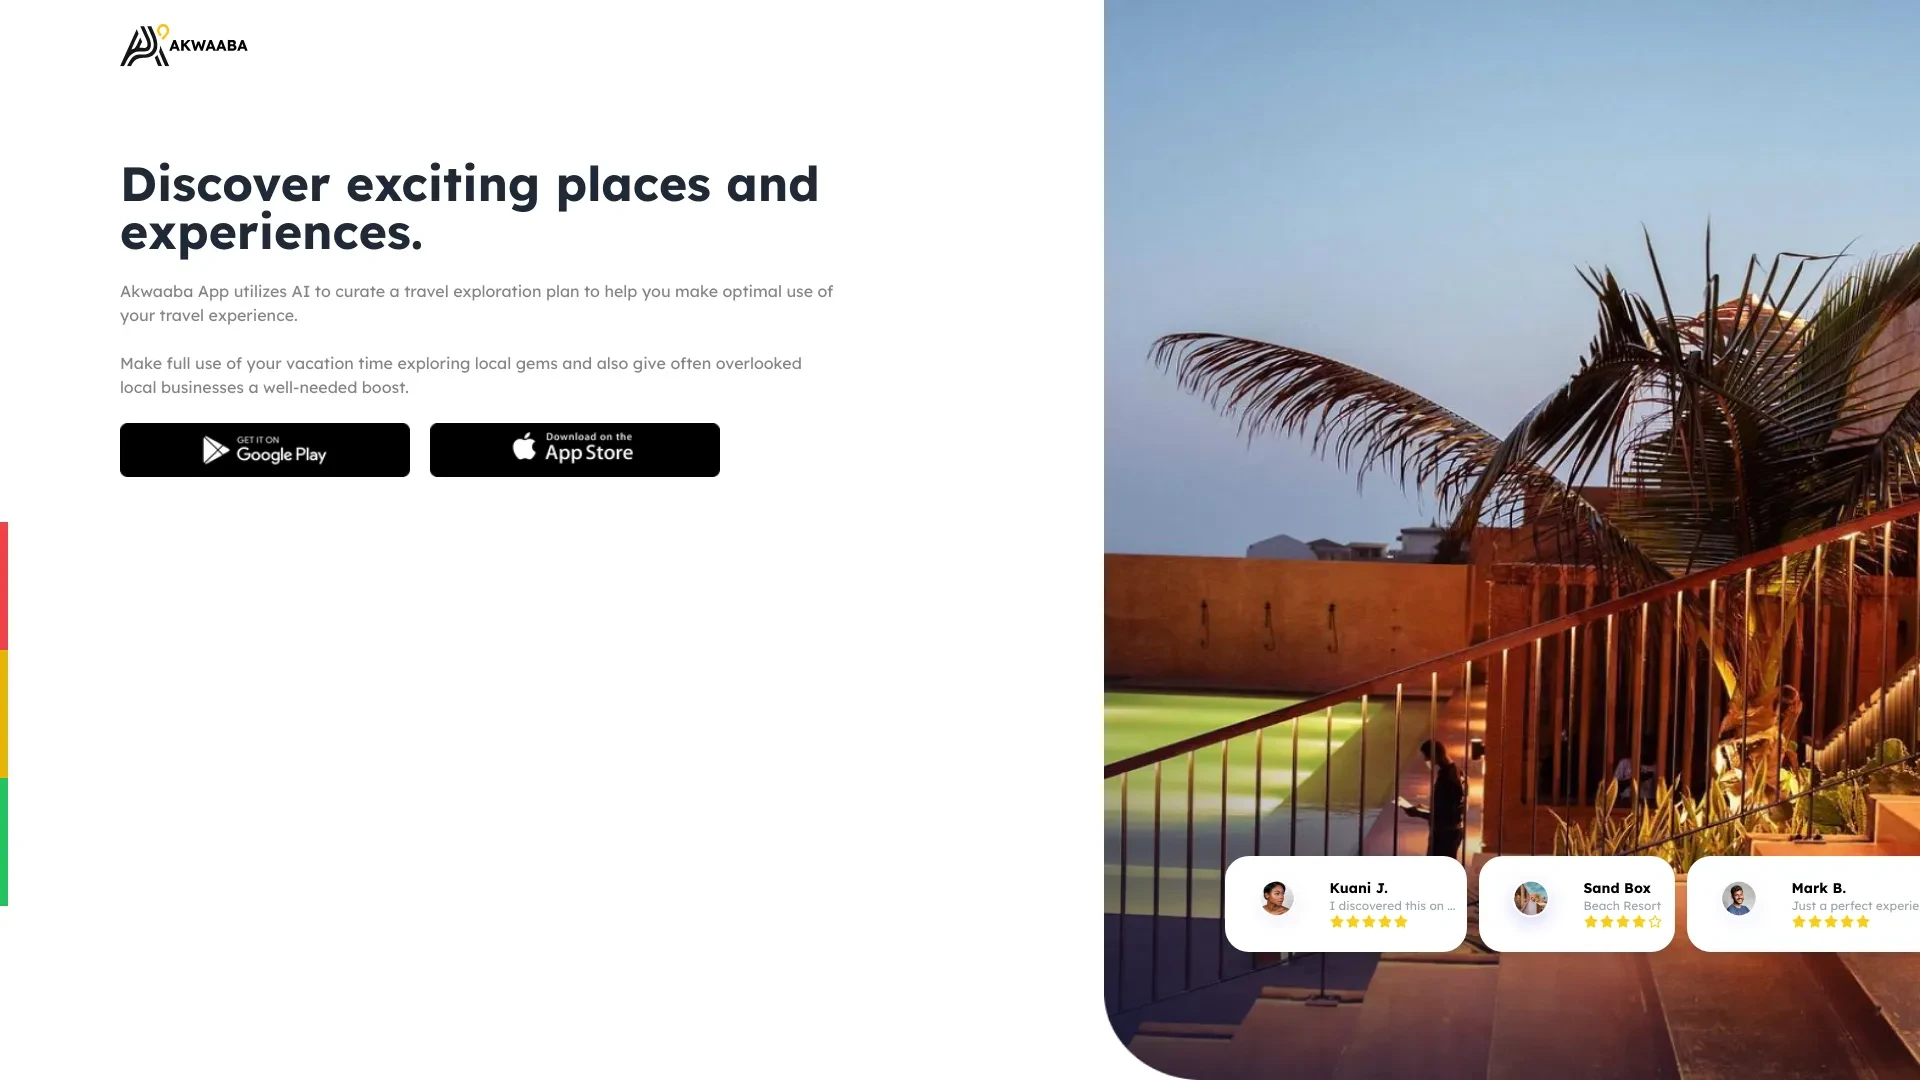 AKWAABA
Discover exciting places and
experiences.
Akwaaba App utilizes AI to curate a travel exploration plan to help you make optimal use of
your travel experience.
Make full use of your vacation time exploring local gems and also give often overlooked
local businesses a well-needed boost.
GET IT ON
Google Play
Download on the
App Store
Kuani J.
I discovered this on ...
Sand Box
Beach Resort
Mark B.
Just a perfect experie